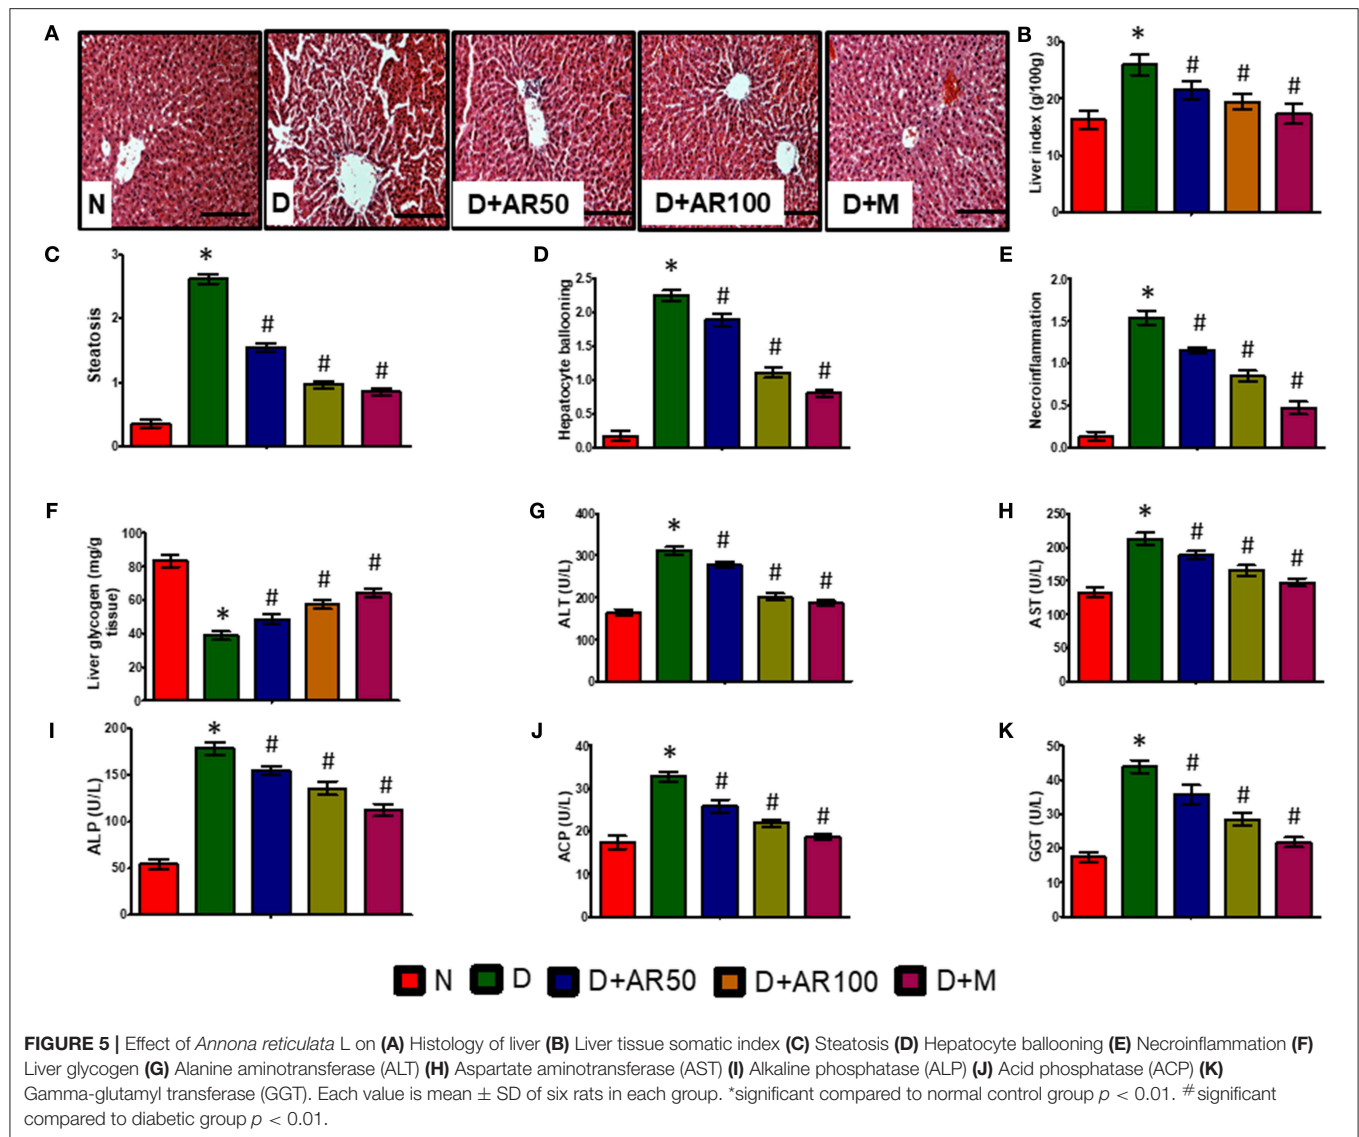 A
N
D
D+AR50
D+AR100
D+M
B
Liver index (g/100g)
30
20
10
0
*
#
#
#
C
Steatosis
3
2
1
0
*
#
#
#
D
Hepatocyte ballooning
2.5
2.0
1.5
1.0
0.5
0.0
*
#
#
#
E
Necroinflammation
2.0
1.5
1.0
0.5
0.0
*
#
#
#
F
Liver glycogen (mg/g
tissue)
100
80
60
40
20
0
*
#
#
#
G
ALT (U/L)
400
300
200
100
0
*
#
#
#
H
AST (U/L)
250
200
150
100
50
0
*
#
#
#
I
ALP (U/L)
200
150
100
50
0
*
#
#
#
J
ACP (U/L)
40
30
20
10
0
*
#
#
#
K
GGT (U/L)
50
40
30
20
10
0
*
#
#
#
N D D+AR50 D+AR100 D+M
FIGURE 5 | Effect of Annona reticulata L on (A) Histology of liver (B) Liver tissue somatic index (C) Steatosis (D) Hepatocyte ballooning (E) Necroinflammation (F)
Liver glycogen (G) Alanine aminotransferase (ALT) (H) Aspartate aminotransferase (AST) (I) Alkaline phosphatase (ALP) (J) Acid phosphatase (ACP) (K)
Gamma-glutamyl transferase (GGT). Each value is mean ± SD of six rats in each group. *significant compared to normal control group p < 0.01. #significant
compared to diabetic group p < 0.01.